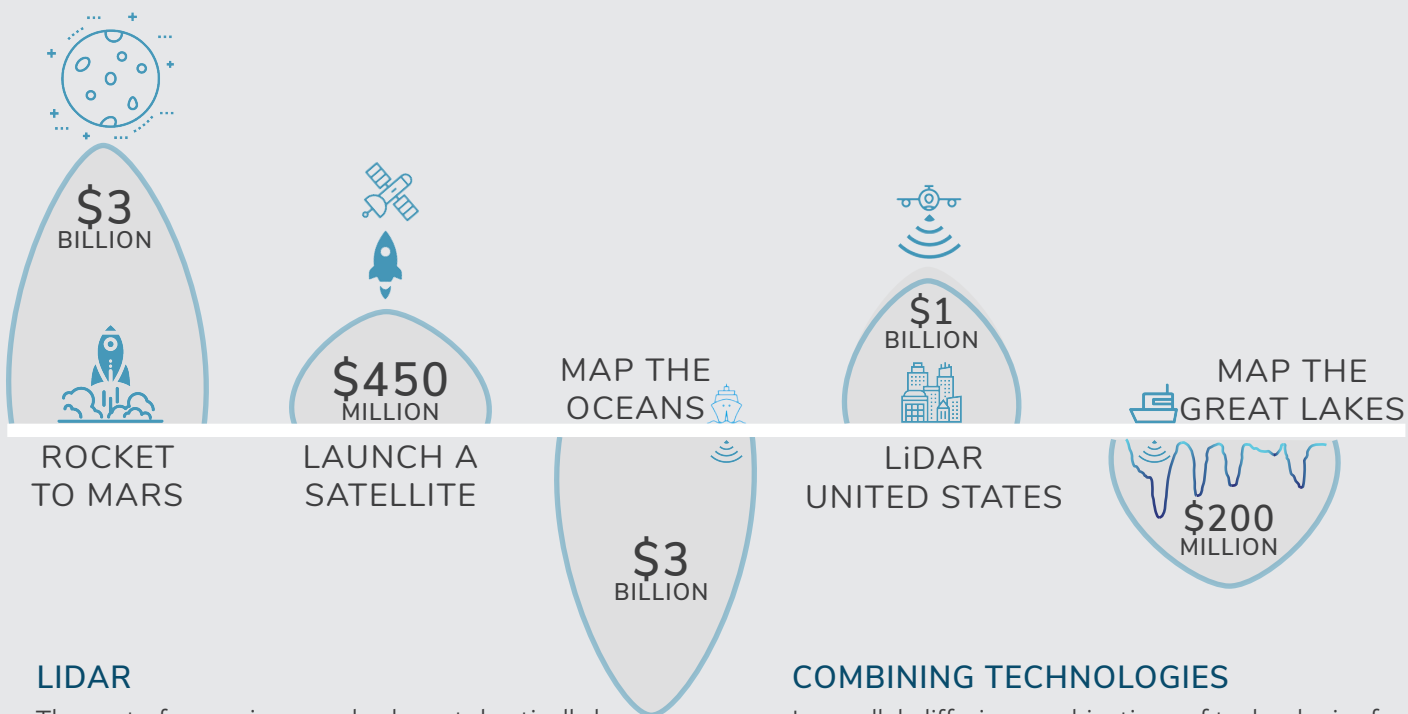 $3
BILLION
ROCKET
TO MARS
$450
MILLION
LAUNCH A
SATELLITE
MAP THE
OCEANS
$3
BILLION
$1
BILLION
LiDAR
UNITED STATES
MAP THE
GREAT LAKES
$200
MILLION
LIDAR
COMBINING TECHNOLOGIES